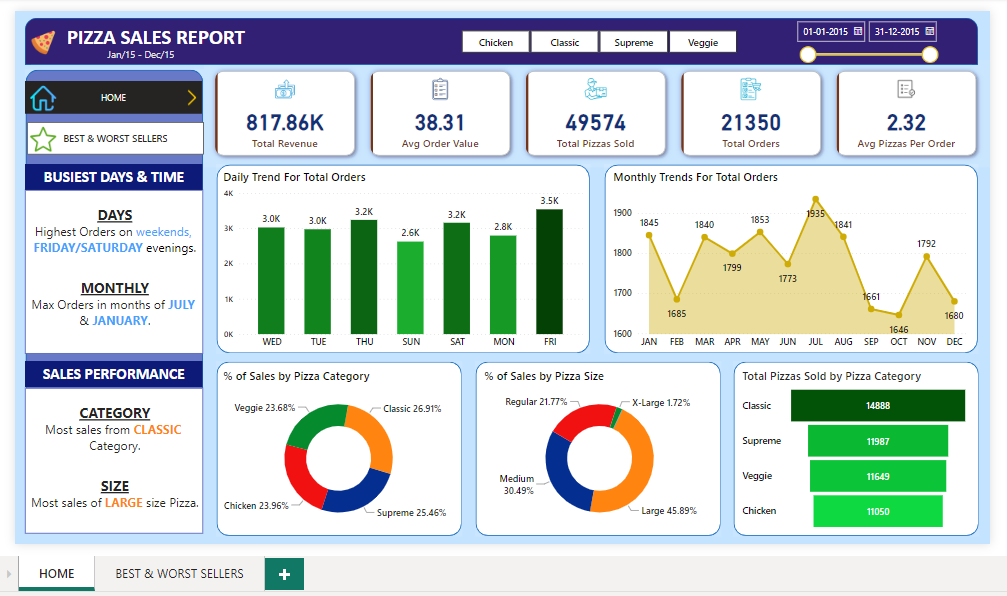 PIZZA SALES REPORT
Jan/15 - Dec/15
Chicken
Classic
Supreme
Veggie
01-01-2015
31-12-2015
HOME
BEST & WORST SELLERS
BUSIEST DAYS & TIME
DAYS
Highest Orders on weekends,
FRIDAY/SATURDAY evenings.
MONTHLY
Max Orders in months of JULY
& JANUARY.
SALES PERFORMANCE
CATEGORY
Most sales from CLASSIC
Category.
SIZE
Most sales of LARGE size Pizza.
817.86K
Total Revenue
38.31
Avg Order Value
49574
Total Pizzas Sold
21350
Total Orders
2.32
Avg Pizzas Per Order
Daily Trend For Total Orders
4K
3K
2K
1K
0K
3.0K
3.0K
3.2K
2.6K
3.2K
2.8K
3.5K
WED
TUE
THU
SUN
SAT
MON
FRI
Monthly Trends For Total Orders
1900
1800
1700
1600
1845
1685
1840
1799
1853
1773
1935
1841
1661
1646
1792
1680
JAN
FEB
MAR
APR
MAY
JUN
JUL
AUG
SEP
OCT
NOV
DEC
% of Sales by Pizza Category
Veggie 23.68%
Classic 26.91%
Chicken 23.96%
Supreme 25.46%
% of Sales by Pizza Size
Regular 21.77%
X-Large 1.72%
Medium
30.49%
Large 45.89%
Total Pizzas Sold by Pizza Category
Classic
14888
Supreme
11987
Veggie
11649
Chicken
11050
HOME
BEST & WORST SELLERS
+